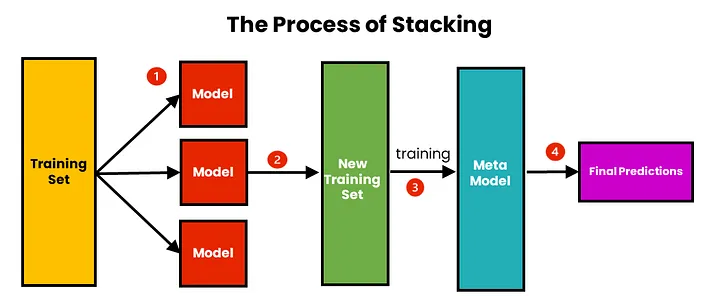 The Process of Stacking
1
Model
Training
Set
Model
2
New
Training
Set
training
3
Meta
Model
4
Final Predictions
Model